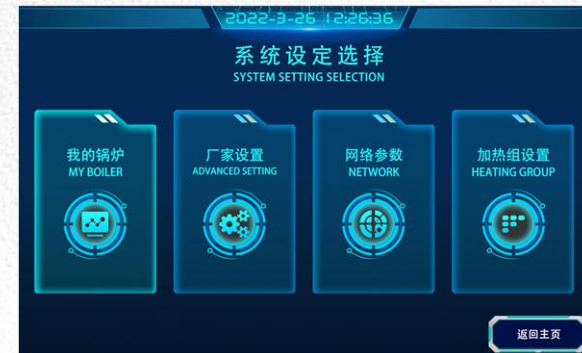 2022-3-26 12:26:36
系统设定选择
SYSTEM SETTING SELECTION
我的锅炉
MY BOILER
厂家设置
ADVANCED SETTING
网络参数
NETWORK
加热组设置
HEATING GROUP
返回主页